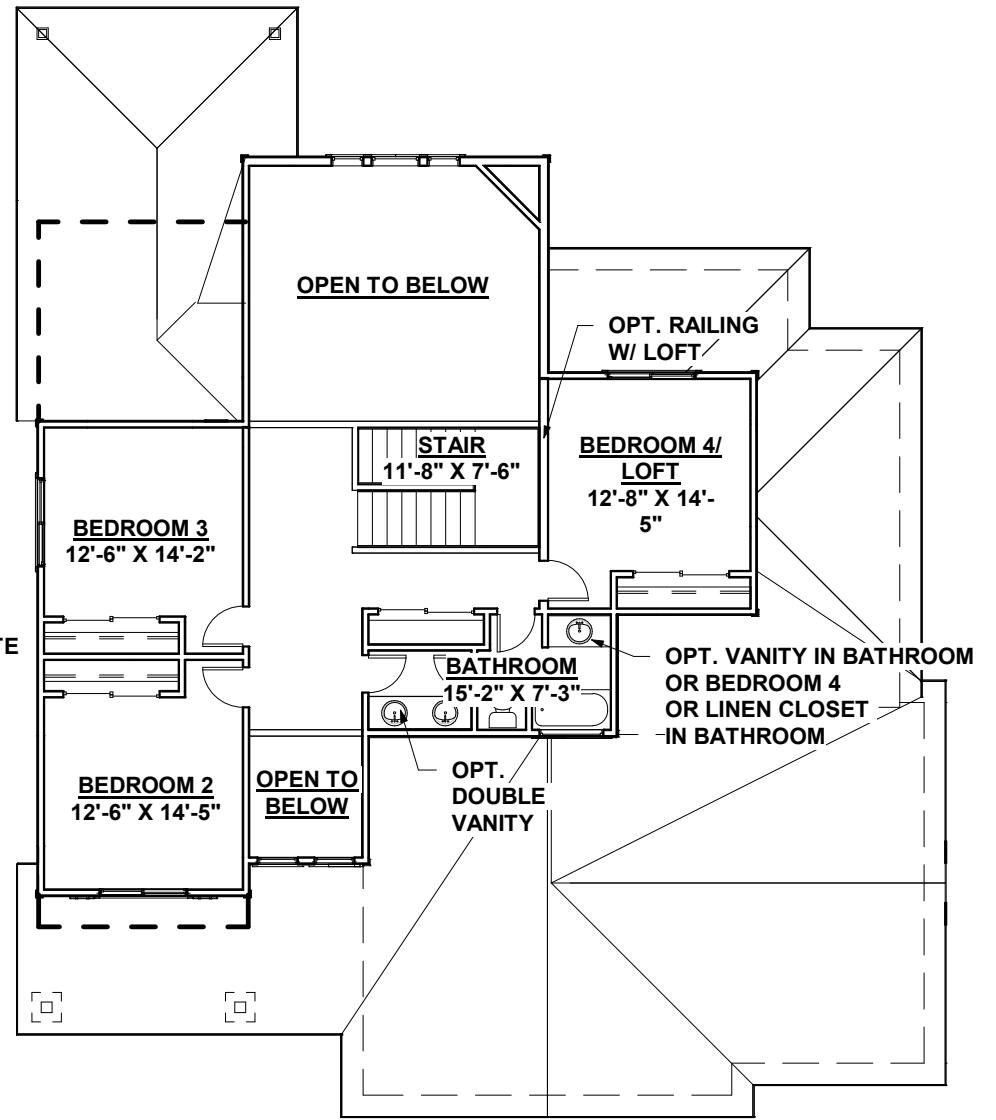 OPEN TO BELOW
OPT. RAILING
W/ LOFT
STAIR
11'-8" X 7'-6"
BEDROOM 4/
LOFT
12'-8" X 14'-
5"
BEDROOM 3
12'-6" X 14'-2"
TE
BATHROOM
15'-2" X 7'-3"
OPT. VANITY IN BATHROOM
OR BEDROOM 4
OR LINEN CLOSET
IN BATHROOM
BEDROOM 2
12'-6" X 14'-5"
OPEN TO
BELOW
OPT.
DOUBLE
VANITY